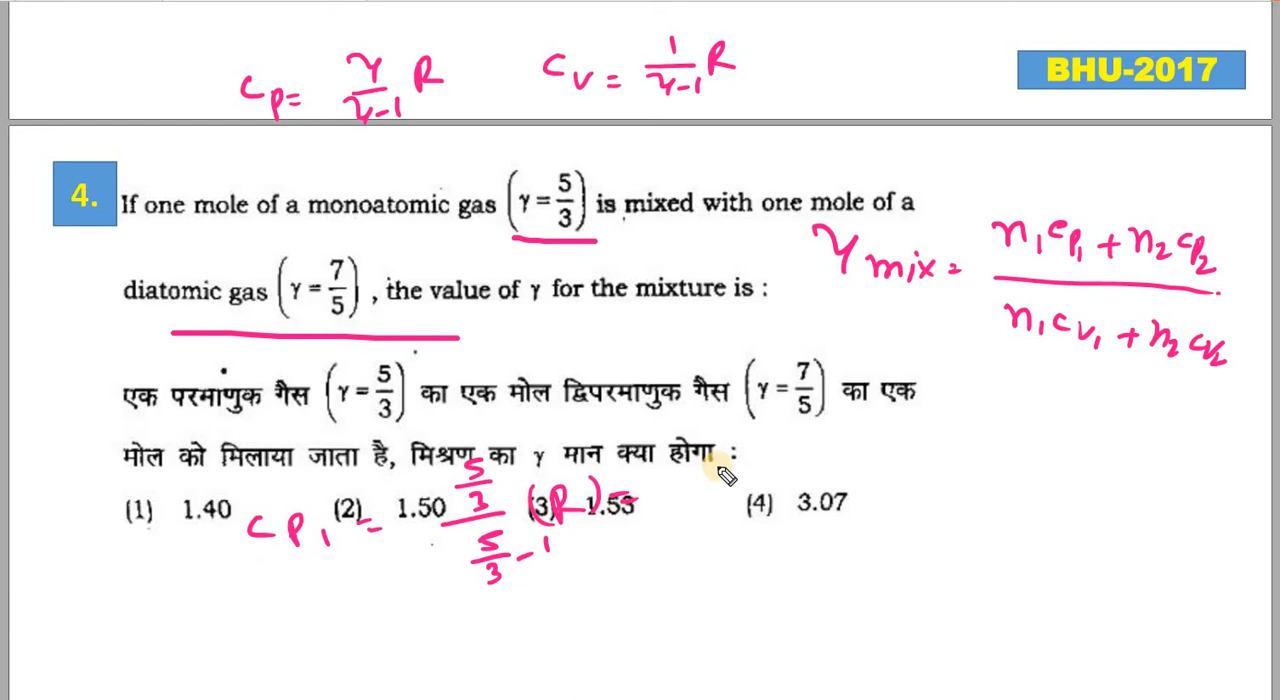 Cp = γ/γ-1 R Cv = 1/γ-1 R
BHU-2017
4. If one mole of a monoatomic gas (γ = 5/3) is mixed with one mole of a
diatomic gas (γ = 7/5), the value of γ for the mixture is :
γmix = n1Cp1 + n2Cp2 / n1Cv1 + n2Cv2
एक परमाणुक गैस (γ = 5/3) का एक मोल द्विपरमाणुक गैस (γ = 7/5) का एक
मोल को मिलाया जाता है, मिश्रण का γ मान क्या होगा :
(1) 1.40 (2) 1.50 (3) 1.53 (4) 3.07
CP1 = 5/3 / 5/3 - 1 (R) =